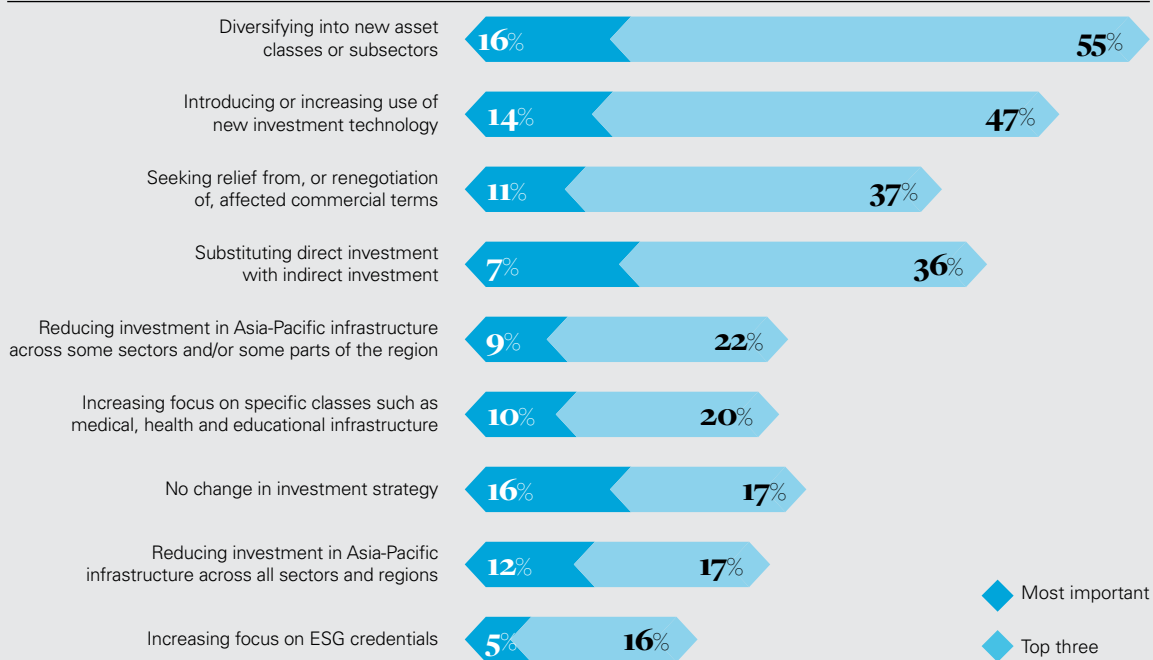 Diversifying into new asset
classes or subsectors
16%
55%
Introducing or increasing use of
new investment technology
14%
47%
Seeking relief from, or renegotiation
of, affected commercial terms
11%
37%
Substituting direct investment
with indirect investment
7%
36%
Reducing investment in Asia-Pacific infrastructure
across some sectors and/or some parts of the region
9%
22%
Increasing focus on specific classes such as
medical, health and educational infrastructure
10%
20%
No change in investment strategy
16%
17%
Reducing investment in Asia-Pacific
infrastructure across all sectors and regions
12%
17%
Increasing focus on ESG credentials
5%
16%
Most important
Top three